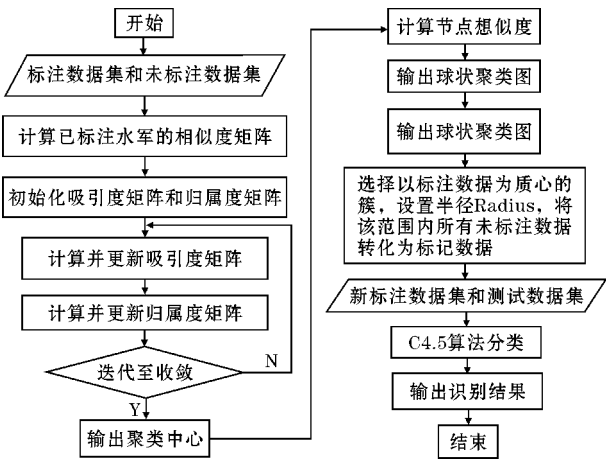 开始
标注数据集和未标注数据集
计算已标注水军的相似度矩阵
初始化吸引度矩阵和归属度矩阵
计算并更新吸引度矩阵
计算并更新归属度矩阵
迭代至收敛
N
Y
输出聚类中心
计算节点想似度
输出球状聚类图
输出球状聚类图
选择以标注数据为质心的
簇，设置半径Radius，将
该范围内所有未标注数据
转化为标记数据
新标注数据集和测试数据集
C4.5算法分类
输出识别结果
结束